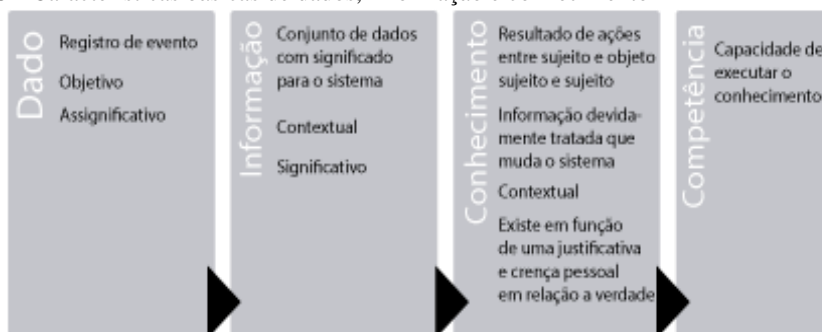 Dado
Registro de evento
Objetivo
Assignificativo
Informação
Conjunto de dados
com significado
para o sistema
Contextual
Significativo
Conhecimento
Resultado de ações
entre sujeito e objeto
sujeito e sujeito
Informação devida-
mente tratada que
muda o sistema
Contextual
Existe em função
de uma justificativa
e crença pessoal
em relação a verdade
Competência
Capacidade de
executar o
conhecimento